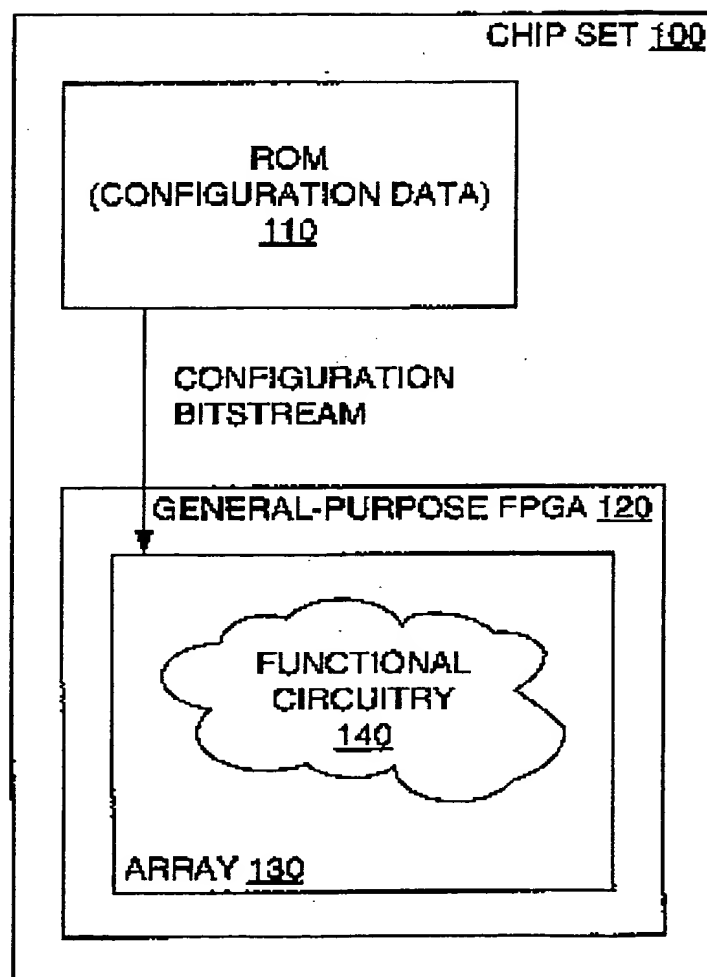 CHIP SET 100
ROM
(CONFIGURATION DATA)
110
CONFIGURATION
BITSTREAM
GENERAL-PURPOSE FPGA 120
FUNCTIONAL
CIRCUITRY
140
ARRAY 130